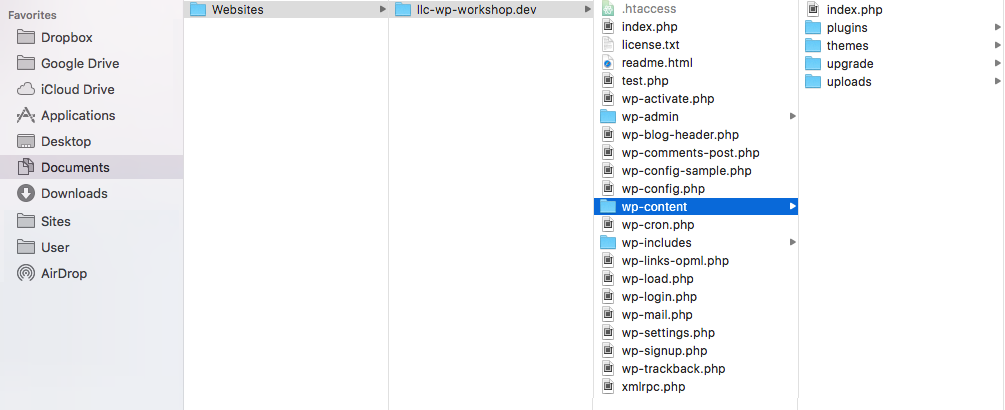 Favorites
Dropbox
Google Drive
iCloud Drive
Applications
Desktop
Documents
Downloads
Sites
User
AirDrop
Websites
llc-wp-workshop.dev
.htaccess
index.php
license.txt
readme.html
test.php
wp-activate.php
wp-admin
wp-blog-header.php
wp-comments-post.php
wp-config-sample.php
wp-config.php
wp-content
wp-cron.php
wp-includes
wp-links-opml.php
wp-load.php
wp-login.php
wp-mail.php
wp-settings.php
wp-signup.php
wp-trackback.php
xmlrpc.php
index.php
plugins
themes
upgrade
uploads